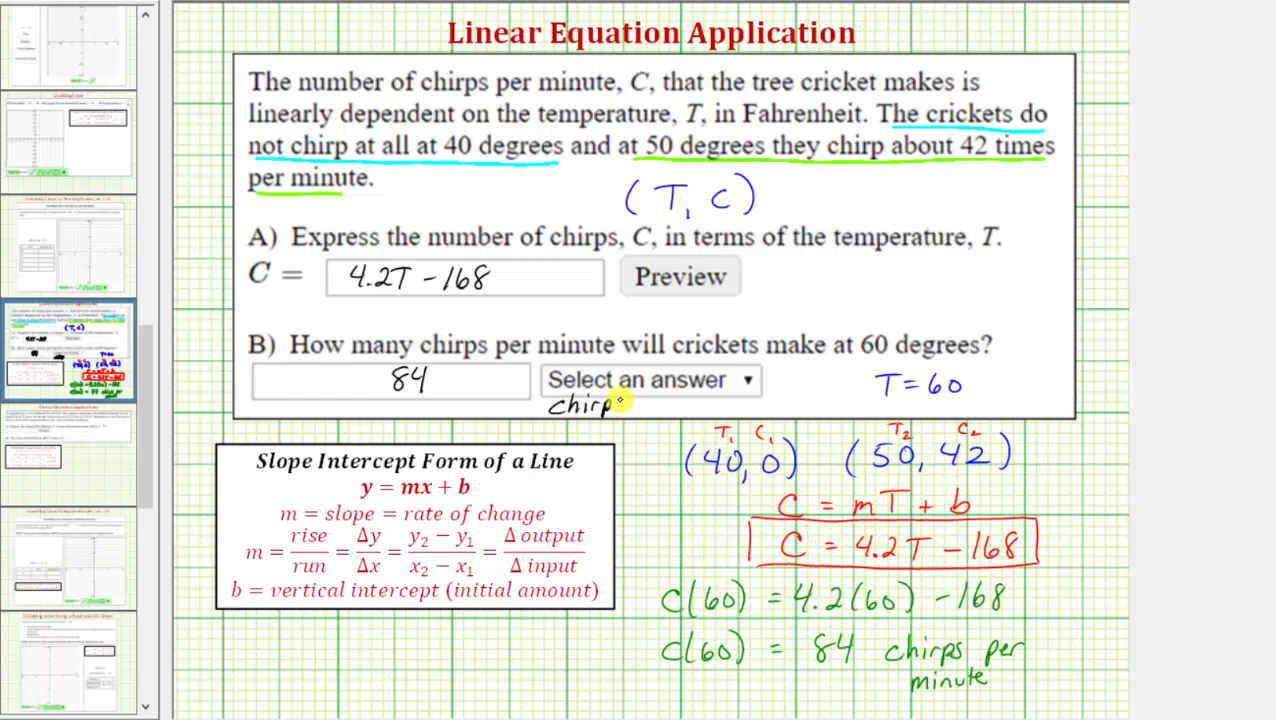 Linear Equation Application
The number of chirps per minute, C, that the tree cricket makes is
linearly dependent on the temperature, T, in Fahrenheit. The crickets do
not chirp at all at 40 degrees and at 50 degrees they chirp about 42 times
per minute.
(T, C)
A) Express the number of chirps, C, in terms of the temperature, T.
C = 4.2T - 168 Preview
B) How many chirps per minute will crickets make at 60 degrees?
84 Select an answer ▼ T = 60
chirp
T₁ C₁ T₂ C₂
(40, 0) (50, 42)
Slope Intercept Form of a Line
y = mx + b
m = slope = rate of change
m = rise/run = Δy/Δx = (y₂ − y₁)/(x₂ − x₁) = Δ output/Δ input
b = vertical intercept (initial amount)
C = mT + b
C = 4.2T - 168
C(60) = 4.2(60) - 168
C(60) = 84 chirps per
minute